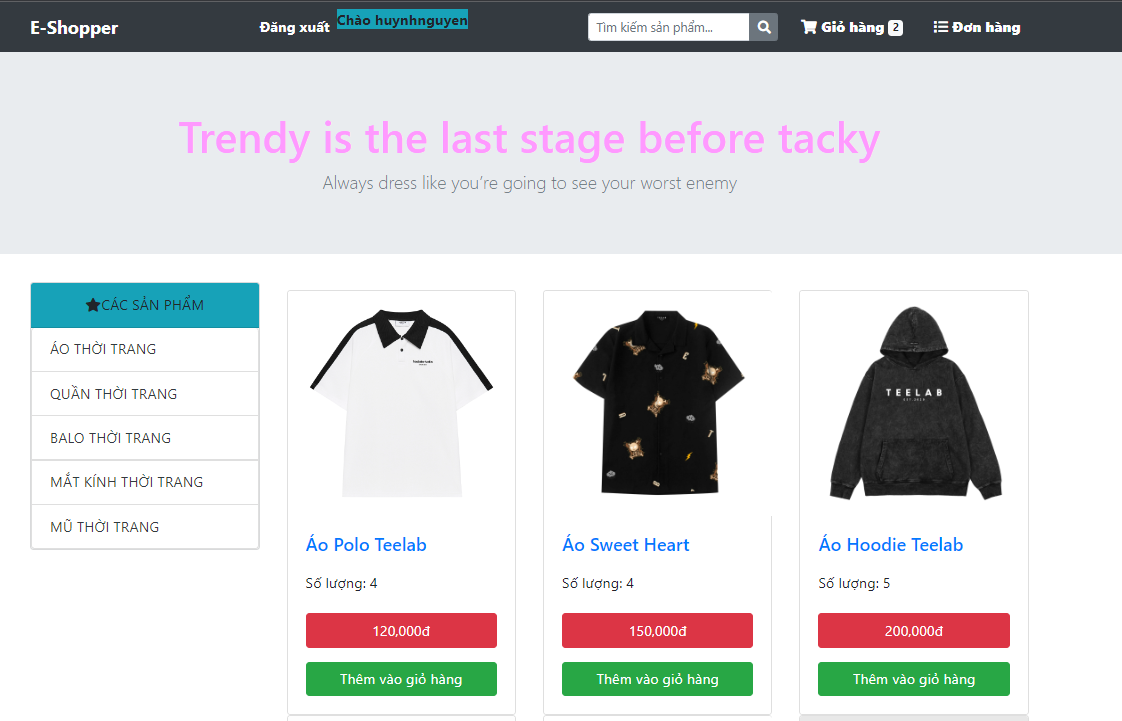 E-Shopper
Đăng xuất
Chào huynhnguyen
Tìm kiếm sản phẩm...
Giỏ hàng 2
Đơn hàng
Trendy is the last stage before tacky
Always dress like you’re going to see your worst enemy
CÁC SẢN PHẨM
ÁO THỜI TRANG
QUẦN THỜI TRANG
BALO THỜI TRANG
MẮT KÍNH THỜI TRANG
MŨ THỜI TRANG
TEELAB
Áo Polo Teelab
Áo Sweet Heart
Áo Hoodie Teelab
Số lượng: 4
Số lượng: 4
Số lượng: 5
120,000đ
150,000đ
200,000đ
Thêm vào giỏ hàng
Thêm vào giỏ hàng
Thêm vào giỏ hàng